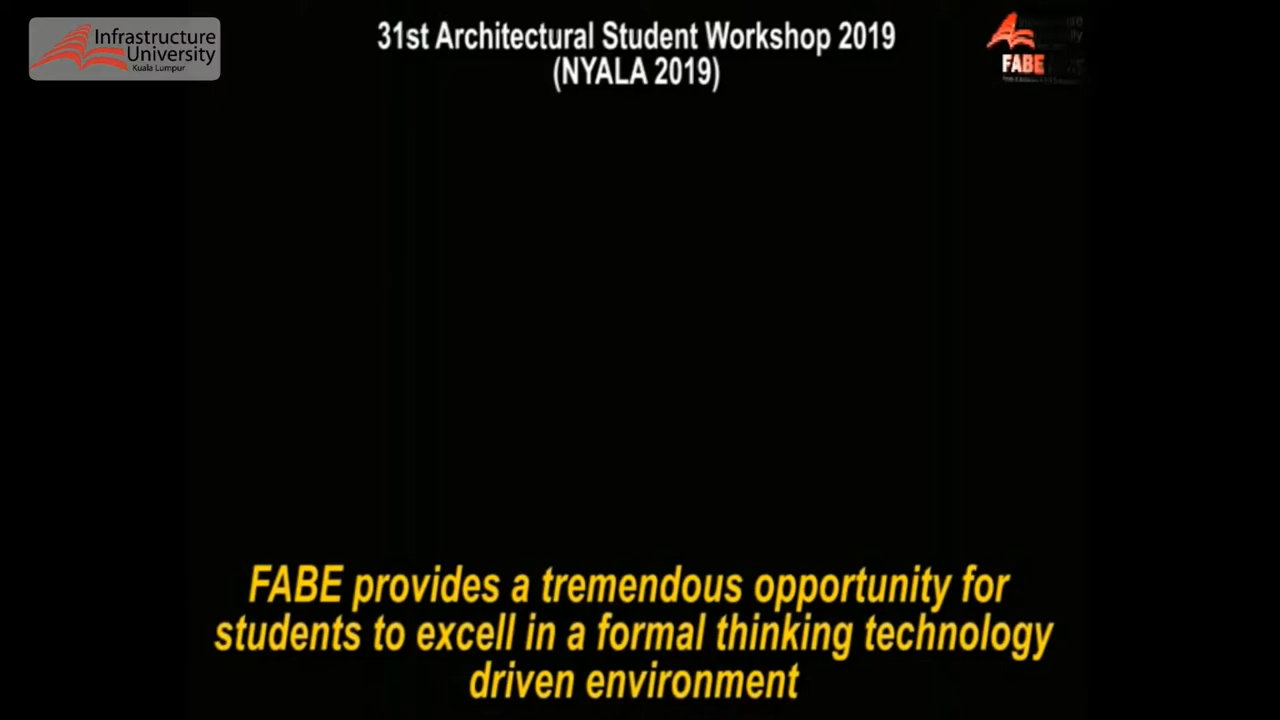 Infrastructure
University
Kuala Lumpur
31st Architectural Student Workshop 2019
(NYALA 2019)
FABE
FABE provides a tremendous opportunity for
students to excell in a formal thinking technology
driven environment